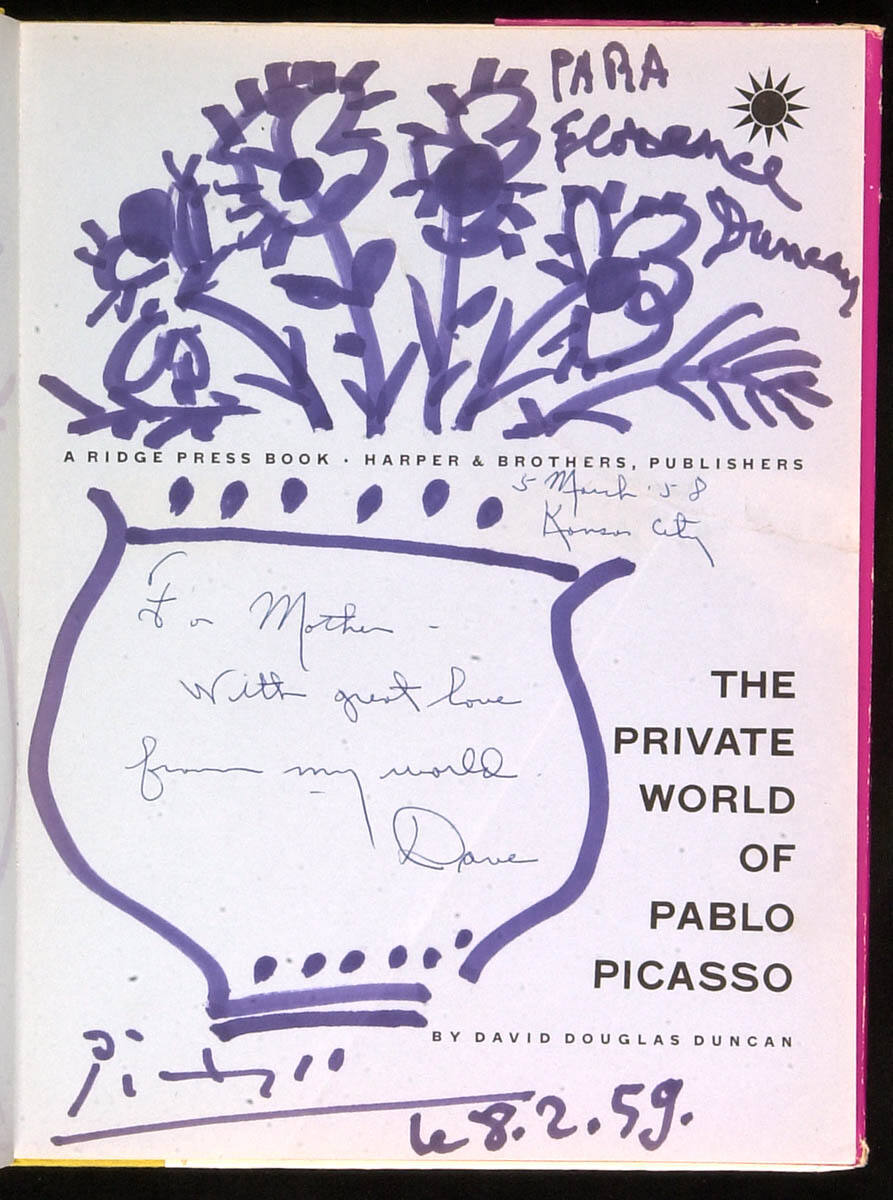 PARA
Florence
Duncan
A RIDGE PRESS BOOK · HARPER & BROTHERS, PUBLISHERS
5 March '58
Kansas City
For Mother -
With great love
from my world.
Dave
THE
PRIVATE
WORLD
OF
PABLO
PICASSO
BY DAVID DOUGLAS DUNCAN
Picasso
le 8.2.59.